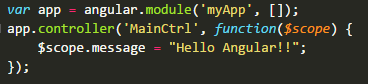 var app = angular.module('myApp', []);
app.controller('MainCtrl', function($scope) {
    $scope.message = "Hello Angular!!";
});